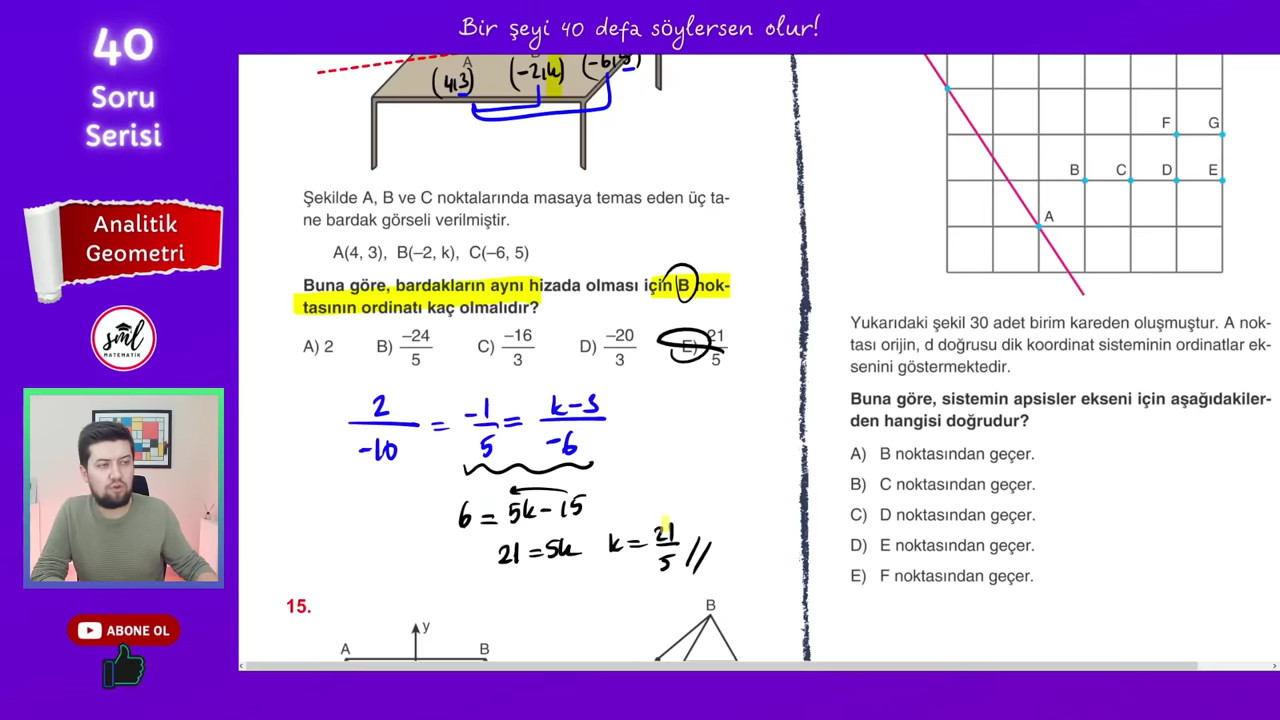 Bir şeyi 40 defa söylersen olur!
40
Soru
Serisi
Analitik
Geometri
sml
MATEMATİK
ABONE OL
A
(4,3)
(-2,k)
(-6,5)
Şekilde A, B ve C noktalarında masaya temas eden üç ta-
ne bardak görseli verilmiştir.
A(4, 3), B(–2, k), C(–6, 5)
Buna göre, bardakların aynı hizada olması için B nok-
tasının ordinatı kaç olmalıdır?
A) 2 B) –24/5 C) –16/3 D) –20/3 E) 21/5
2/-10 = -1/5 = k-3/-6
6 = 5k-15
21 = 5k k = 21/5 //
15.
y
A B
B
F G
B C D E
A
Yukarıdaki şekil 30 adet birim kareden oluşmuştur. A nok-
tası orijin, d doğrusu dik koordinat sisteminin ordinatlar ek-
senini göstermektedir.
Buna göre, sistemin apsisler ekseni için aşağıdakiler-
den hangisi doğrudur?
A) B noktasından geçer.
B) C noktasından geçer.
C) D noktasından geçer.
D) E noktasından geçer.
E) F noktasından geçer.